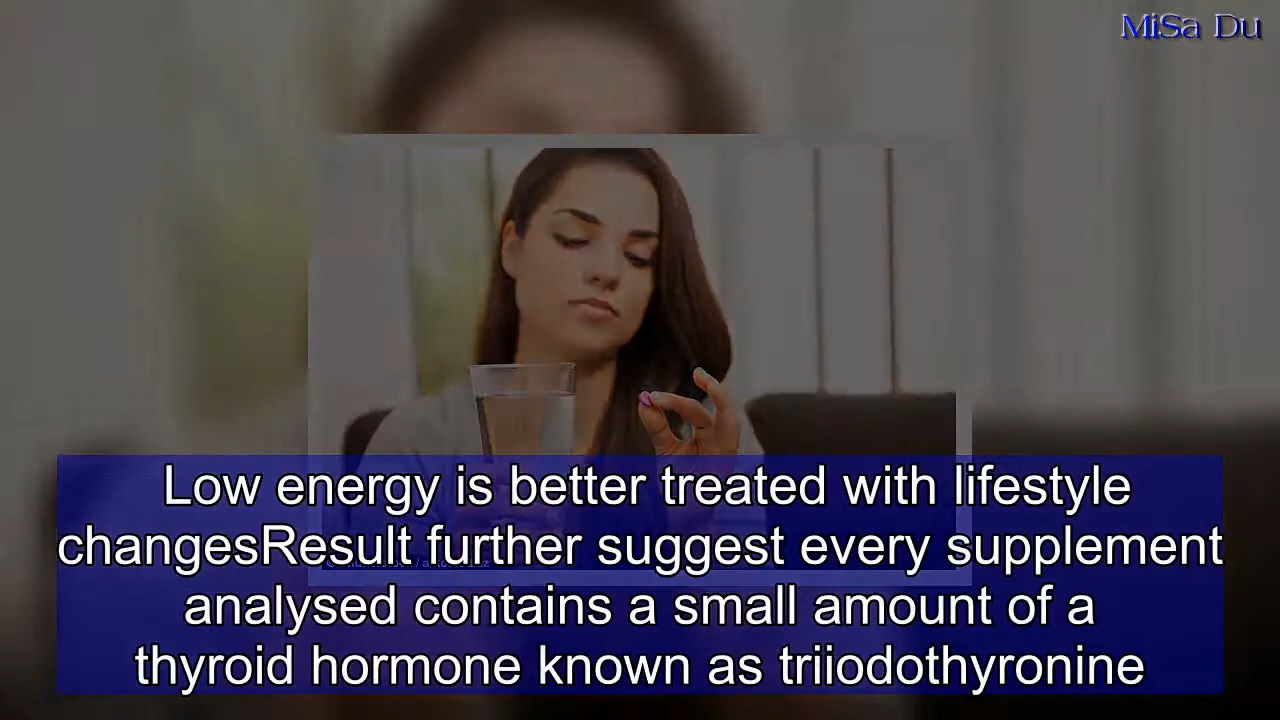 MiSa Du
Low energy is better treated with lifestyle
changesResult further suggest every supplement
analysed contains a small amount of a
thyroid hormone known as triiodothyronine